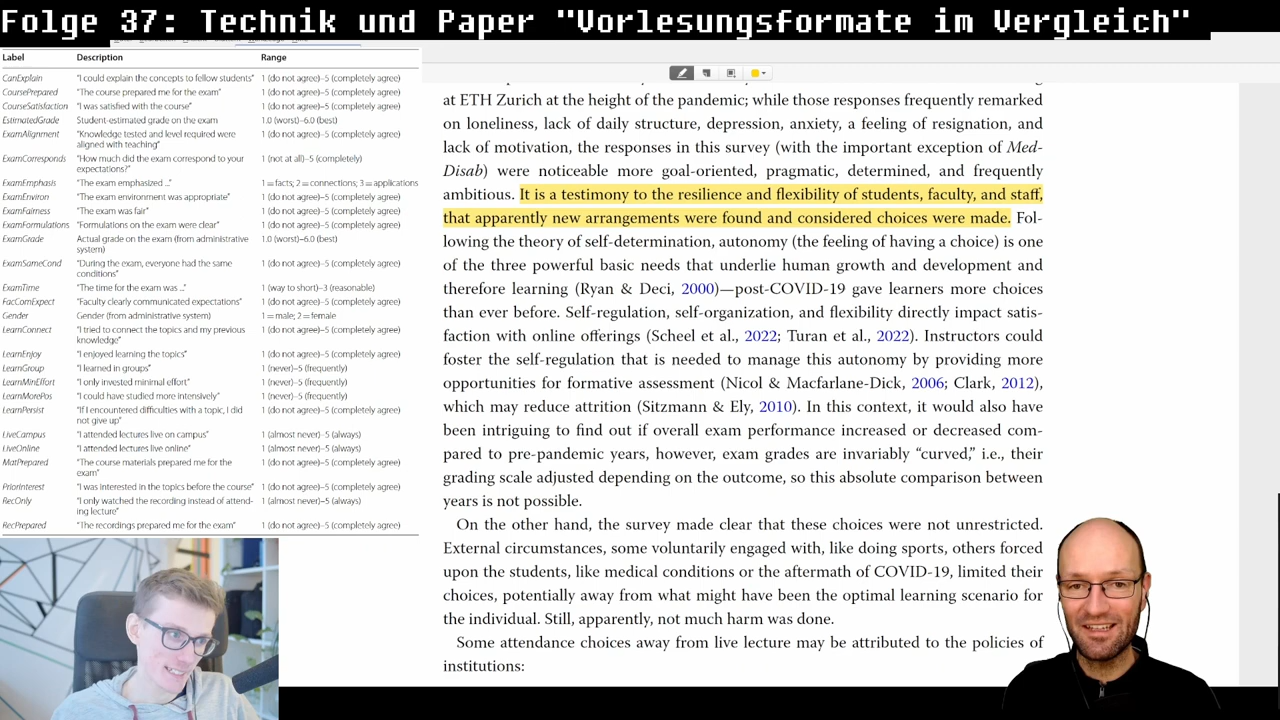 Folge 37: Technik und Paper "Vorlesungsformate im Vergleich"
Label Description Range
CanExplain "I could explain the concepts to fellow students" 1 (do not agree)–5 (completely agree)
CoursePrepared "The course prepared me for the exam" 1 (do not agree)–5 (completely agree)
CourseSatisfaction "I was satisfied with the course" 1 (do not agree)–5 (completely agree)
EstimatedGrade Student-estimated grade on the exam 1.0 (worst)–6.0 (best)
ExamAlignment "Knowledge tested and level required were 1 (do not agree)–5 (completely agree)
aligned with teaching"
ExamCorresponds "How much did the exam correspond to your 1 (not at all)–5 (completely)
expectations?"
ExamEmphasis "The exam emphasized ..." 1 = facts; 2 = connections; 3 = applications
ExamEnviron "The exam environment was appropriate" 1 (do not agree)–5 (completely agree)
ExamFairness "The exam was fair" 1 (do not agree)–5 (completely agree)
ExamFormulations "Formulations on the exam were clear" 1 (do not agree)–5 (completely agree)
ExamGrade Actual grade on the exam (from administrative 1.0 (worst)–6.0 (best)
system)
ExamSameCond "During the exam, everyone had the same 1 (do not agree)–5 (completely agree)
conditions"
ExamTime "The time for the exam was ..." 1 (way to short)–3 (reasonable)
FacComExpect "Faculty clearly communicated expectations" 1 (do not agree)–5 (completely agree)
Gender Gender (from administrative system) 1 = male; 2 = female
LearnConnect "I tried to connect the topics and my previous 1 (do not agree)–5 (completely agree)
knowledge"
LearnEnjoy "I enjoyed learning the topics" 1 (do not agree)–5 (completely agree)
LearnGroup "I learned in groups" 1 (never)–5 (frequently)
LearnMinEffort "I only invested minimal effort" 1 (never)–5 (frequently)
LearnMorePos "I could have studied more intensively" 1 (never)–5 (frequently)
LearnPersist "If I encountered difficulties with a topic, I did 1 (do not agree)–5 (completely agree)
not give up"
LiveCampus "I attended lectures live on campus" 1 (almost never)–5 (always)
LiveOnline "I attended lectures live online" 1 (almost never)–5 (always)
MatPrepared "The course materials prepared me for the 1 (do not agree)–5 (completely agree)
exam"
PriorInterest "I was interested in the topics before the course" 1 (do not agree)–5 (completely agree)
RecOnly "I only watched the recording instead of attend- 1 (almost never)–5 (always)
ing lecture"
RecPrepared "The recordings prepared me for the exam" 1 (do not agree)–5 (completely agree)
at ETH Zurich at the height of the pandemic; while those responses frequently remarked
on loneliness, lack of daily structure, depression, anxiety, a feeling of resignation, and
lack of motivation, the responses in this survey (with the important exception of Med-
Disab) were noticeable more goal-oriented, pragmatic, determined, and frequently
ambitious. It is a testimony to the resilience and flexibility of students, faculty, and staff,
that apparently new arrangements were found and considered choices were made. Fol-
lowing the theory of self-determination, autonomy (the feeling of having a choice) is one
of the three powerful basic needs that underlie human growth and development and
therefore learning (Ryan & Deci, 2000)—post-COVID-19 gave learners more choices
than ever before. Self-regulation, self-organization, and flexibility directly impact satis-
faction with online offerings (Scheel et al., 2022; Turan et al., 2022). Instructors could
foster the self-regulation that is needed to manage this autonomy by providing more
opportunities for formative assessment (Nicol & Macfarlane-Dick, 2006; Clark, 2012),
which may reduce attrition (Sitzmann & Ely, 2010). In this context, it would also have
been intriguing to find out if overall exam performance increased or decreased com-
pared to pre-pandemic years, however, exam grades are invariably “curved,” i.e., their
grading scale adjusted depending on the outcome, so this absolute comparison between
years is not possible.
On the other hand, the survey made clear that these choices were not unrestricted.
External circumstances, some voluntarily engaged with, like doing sports, others forced
upon the students, like medical conditions or the aftermath of COVID-19, limited their
choices, potentially away from what might have been the optimal learning scenario for
the individual. Still, apparently, not much harm was done.
Some attendance choices away from live lecture may be attributed to the policies of
institutions: